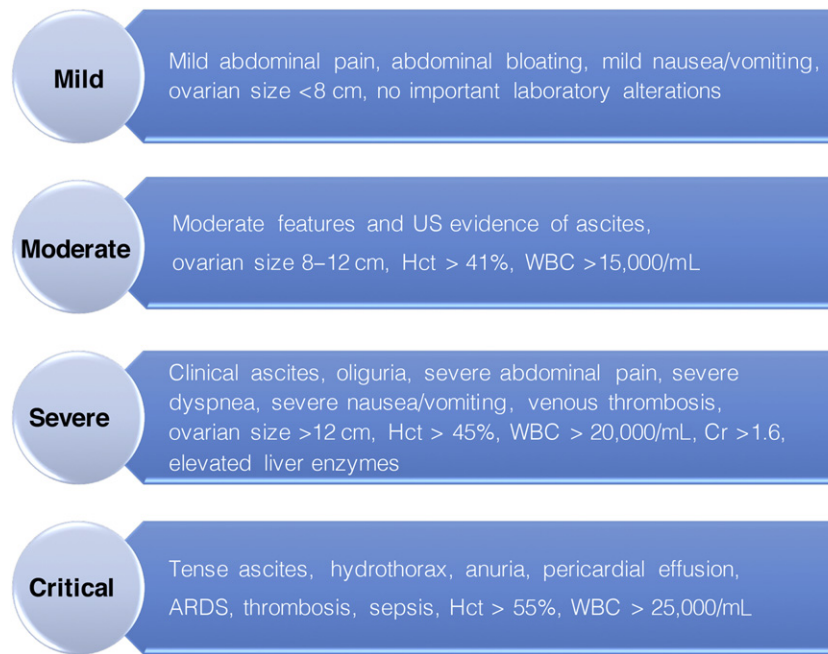 Mild
Mild abdominal pain, abdominal bloating, mild nausea/vomiting,
ovarian size <8 cm, no important laboratory alterations
Moderate
Moderate features and US evidence of ascites,
ovarian size 8–12 cm, Hct > 41%, WBC >15,000/mL
Severe
Clinical ascites, oliguria, severe abdominal pain, severe
dyspnea, severe nausea/vomiting, venous thrombosis,
ovarian size >12 cm, Hct > 45%, WBC > 20,000/mL, Cr >1.6,
elevated liver enzymes
Critical
Tense ascites, hydrothorax, anuria, pericardial effusion,
ARDS, thrombosis, sepsis, Hct > 55%, WBC > 25,000/mL